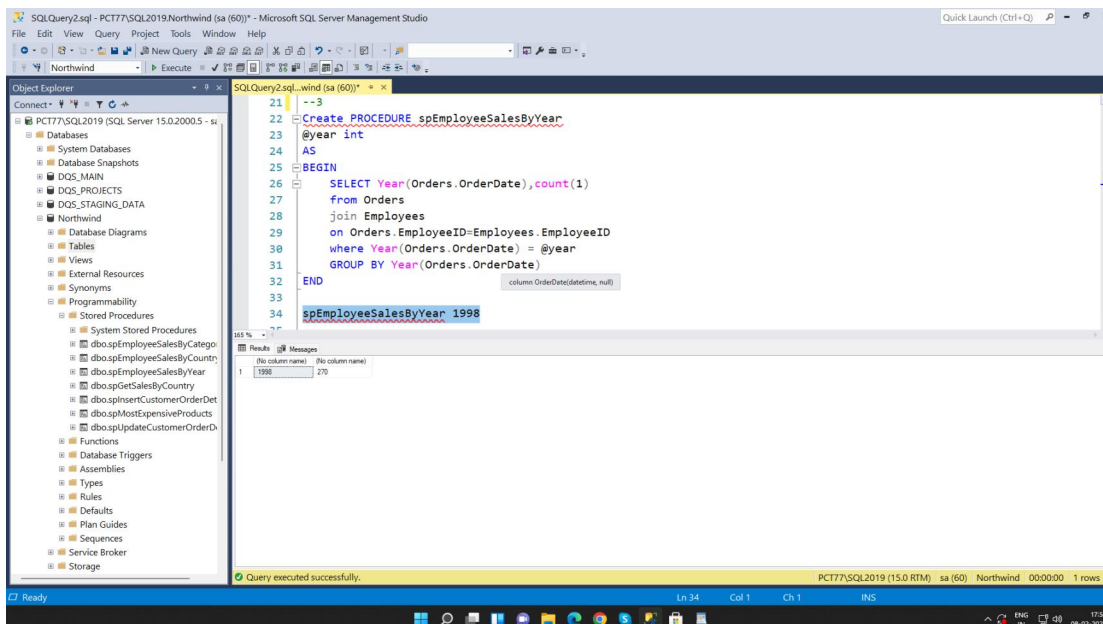 SQLQuery2.sql - PCT77\SQL2019.Northwind (sa (60))* - Microsoft SQL Server Management Studio
Quick Launch (Ctrl+Q)
File Edit View Query Project Tools Window Help
New Query
Northwind
Execute
Object Explorer
SQLQuery2.sql...wind (sa (60))*
Connect
PCT77\SQL2019 (SQL Server 15.0.2000.5 - sa
Databases
System Databases
Database Snapshots
DQS_MAIN
DQS_PROJECTS
DQS_STAGING_DATA
Northwind
Database Diagrams
Tables
Views
External Resources
Synonyms
Programmability
Stored Procedures
System Stored Procedures
dbo.spEmployeeSalesByCatego
dbo.spEmployeeSalesByCountry
dbo.spEmployeeSalesByYear
dbo.spGetSalesByCountry
dbo.spInsertCustomerOrderDet
dbo.spMostExpensiveProducts
dbo.spUpdateCustomerOrderD
Functions
Database Triggers
Assemblies
Types
Rules
Defaults
Plan Guides
Sequences
Service Broker
Storage
21 --3
22 Create PROCEDURE spEmployeeSalesByYear
23 @year int
24 AS
25 BEGIN
26 SELECT Year(Orders.OrderDate),count(1)
27 from Orders
28 join Employees
29 on Orders.EmployeeID=Employees.EmployeeID
30 where Year(Orders.OrderDate) = @year
31 GROUP BY Year(Orders.OrderDate)
32 END
column OrderDate(datetime, null)
33
34 spEmployeeSalesByYear 1998
165 %
Results Messages
(No column name) (No column name)
1 1998 270
Query executed successfully.
PCT77\SQL2019 (15.0 RTM) sa (60) Northwind 00:00:00 1 rows
Ready
Ln 34 Col 1 Ch 1 INS
ENG
IN